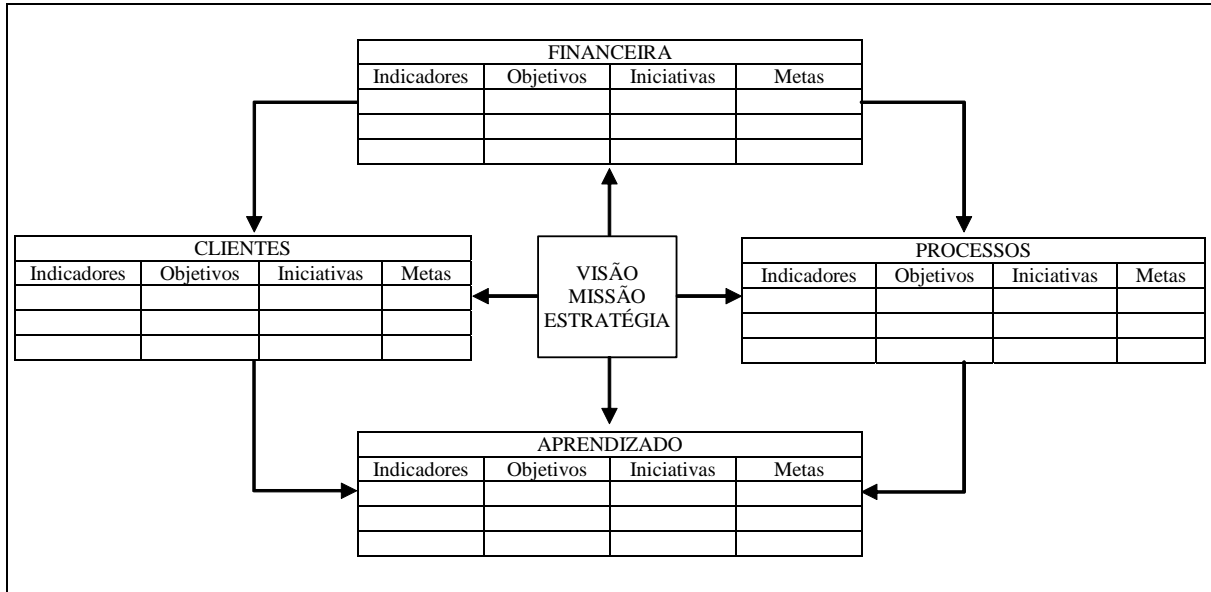 FINANCEIRA
Indicadores Objetivos Iniciativas Metas
CLIENTES
Indicadores Objetivos Iniciativas Metas
VISÃO
MISSÃO
ESTRATÉGIA
PROCESSOS
Indicadores Objetivos Iniciativas Metas
APRENDIZADO
Indicadores Objetivos Iniciativas Metas